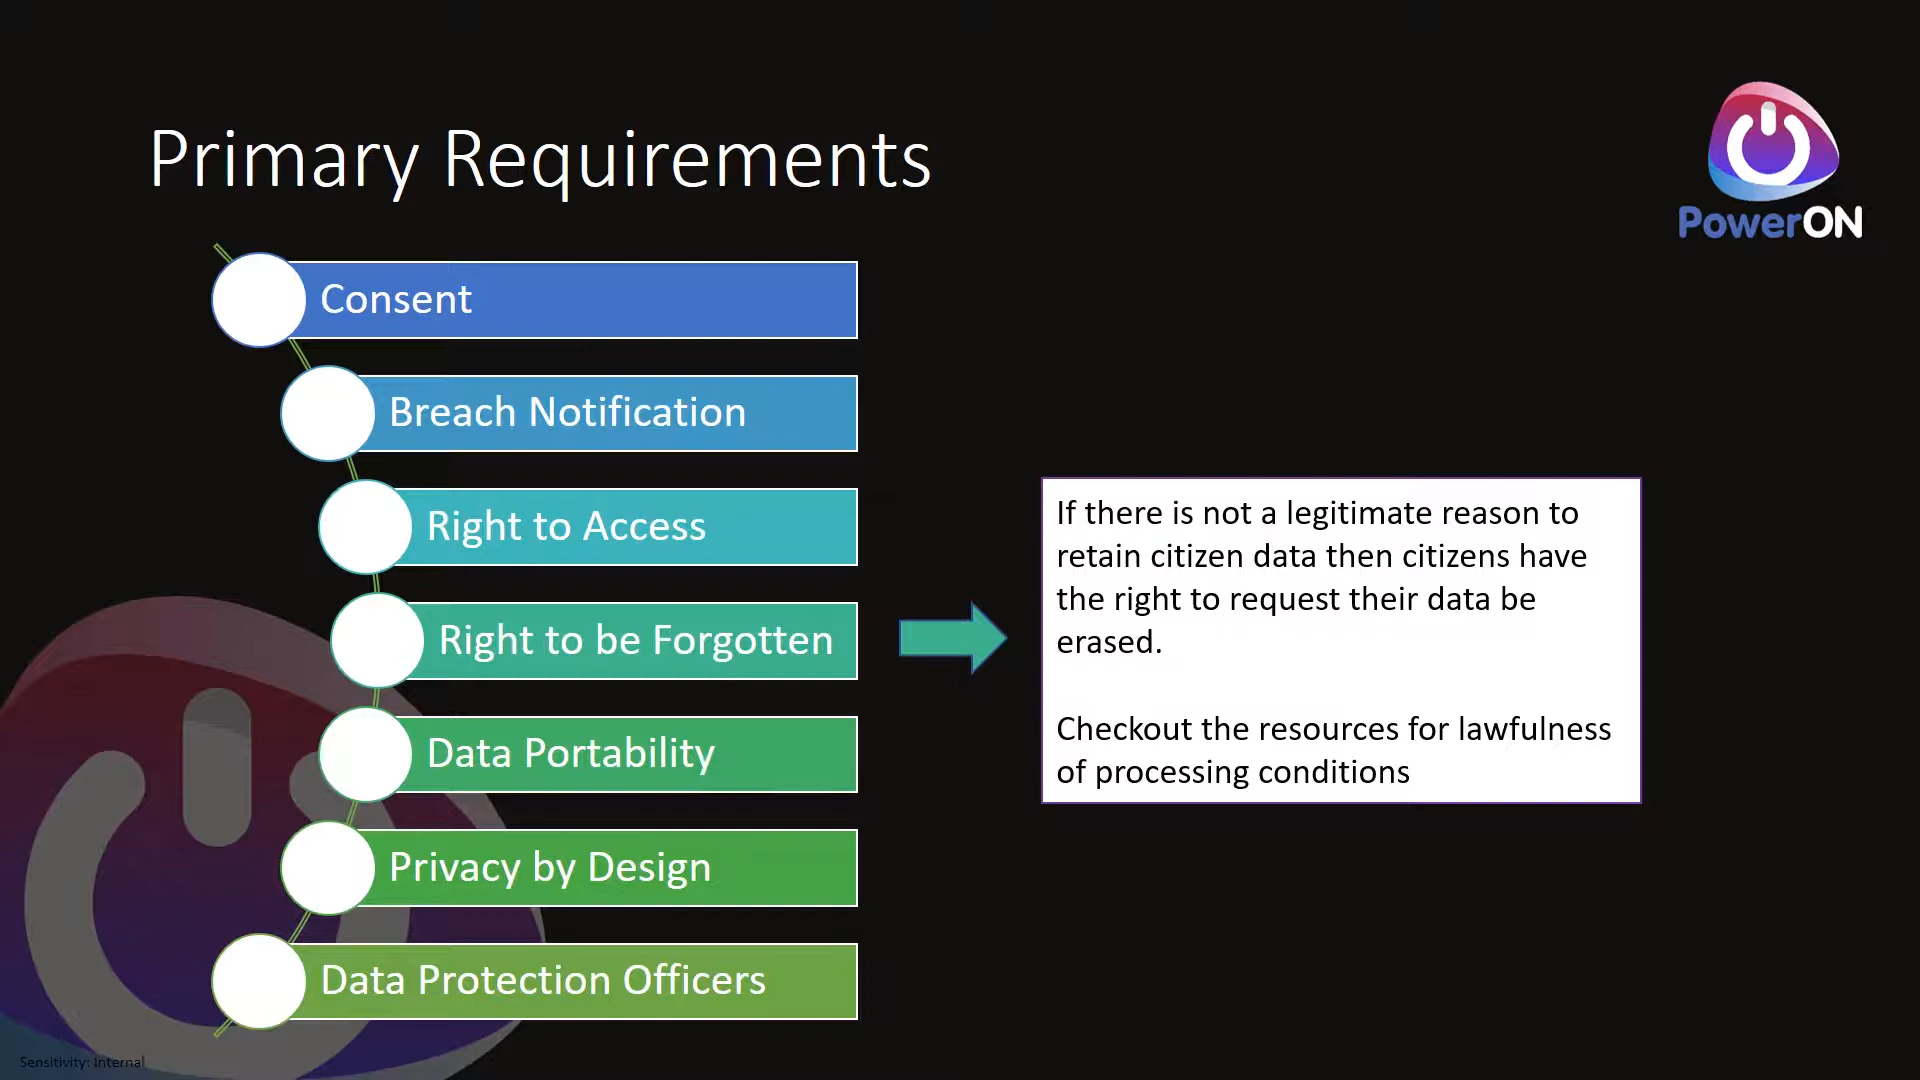 Primary Requirements
PowerON
Consent
Breach Notification
Right to Access
Right to be Forgotten
Data Portability
Privacy by Design
Data Protection Officers
If there is not a legitimate reason to
retain citizen data then citizens have
the right to request their data be
erased.
Checkout the resources for lawfulness
of processing conditions
Sensitivity: Internal